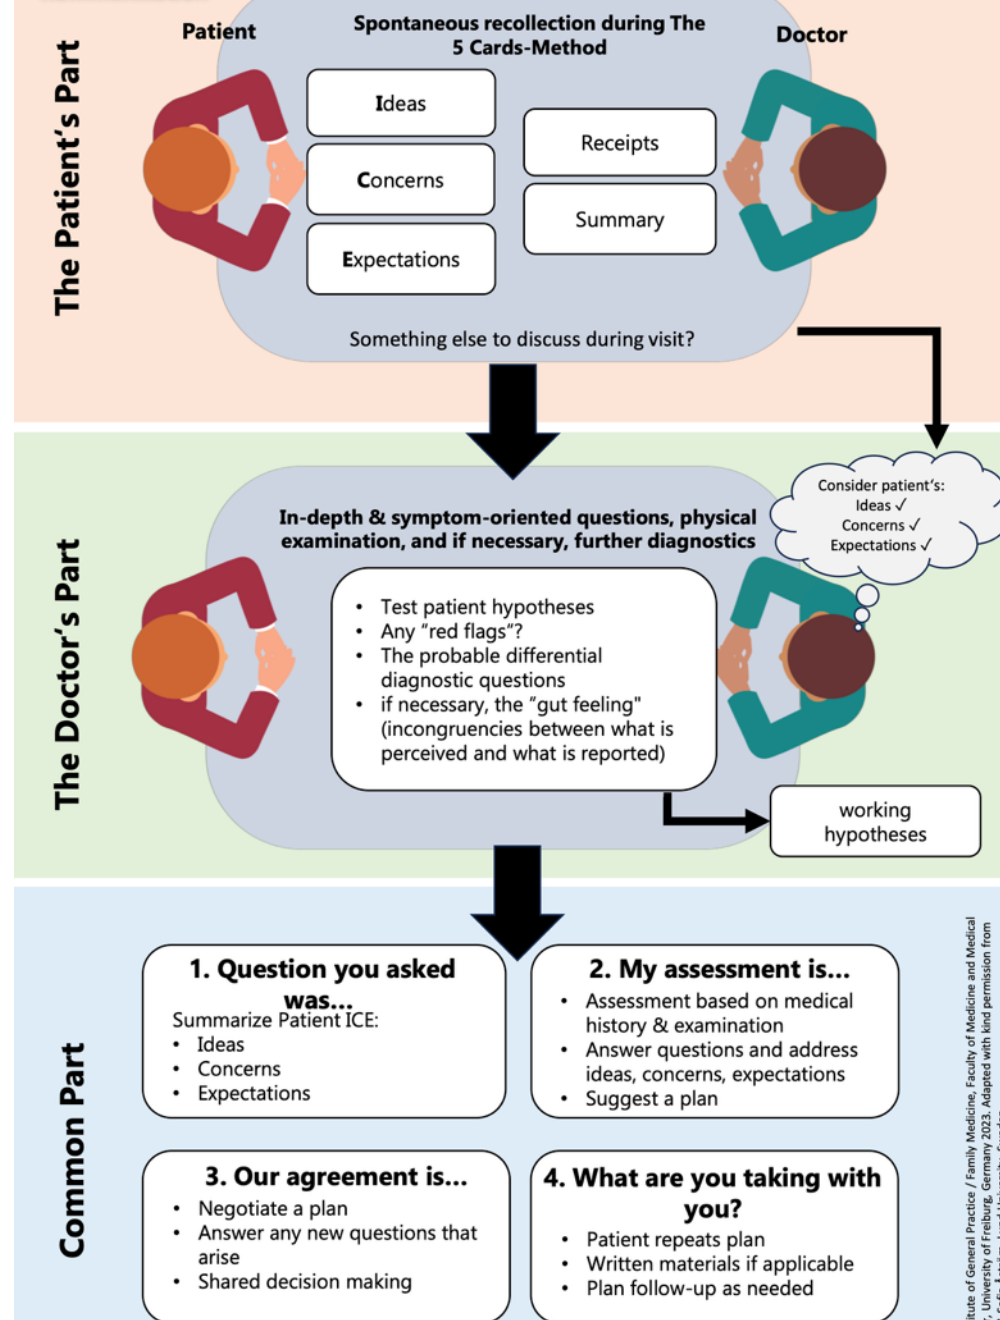 The Patient‘s Part
Patient
Spontaneous recollection during The
5 Cards-Method
Doctor
Ideas
Concerns
Expectations
Receipts
Summary
Something else to discuss during visit?
The Doctor‘s Part
Consider patient‘s:
Ideas ✓
Concerns ✓
Expectations ✓
In-depth & symptom-oriented questions, physical
examination, and if necessary, further diagnostics
• Test patient hypotheses
• Any “red flags“?
• The probable differential
diagnostic questions
• if necessary, the “gut feeling"
(incongruencies between what is
perceived and what is reported)
working
hypotheses
Common Part
1. Question you asked
was...
Summarize Patient ICE:
• Ideas
• Concerns
• Expectations
2. My assessment is...
• Assessment based on medical
history & examination
• Answer questions and address
ideas, concerns, expectations
• Suggest a plan
3. Our agreement is...
• Negotiate a plan
• Answer any new questions that
arise
• Shared decision making
4. What are you taking with
you?
• Patient repeats plan
• Written materials if applicable
• Plan follow-up as needed
of General Practice / Family Medicine, Faculty of Medicine and Medical
, University of Freiburg, Germany 2023. Adapted with kind permission from